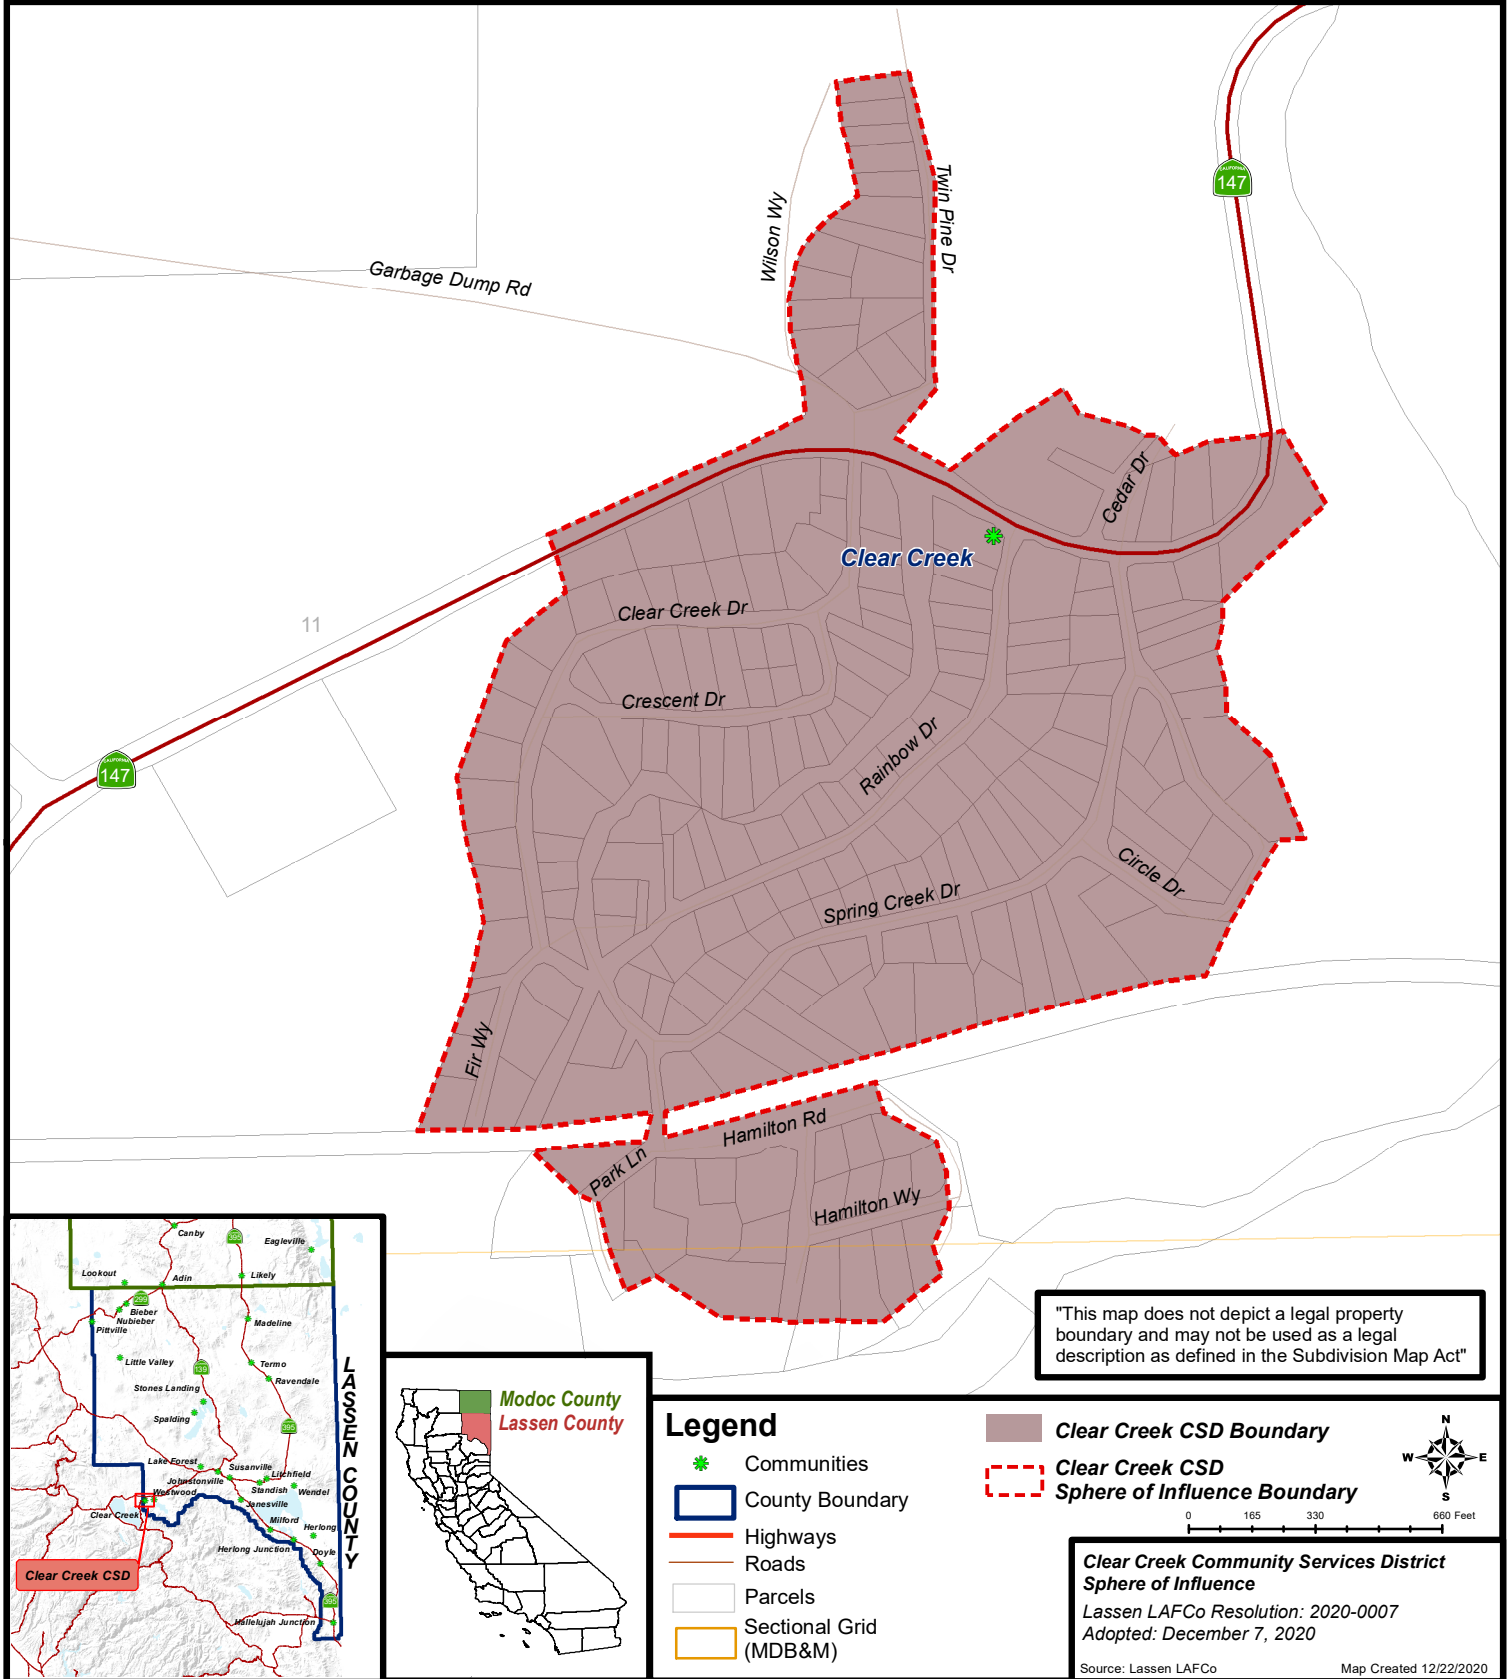 CALIFORNIA
147
Twin Pine Dr
Wilson Wy
Garbage Dump Rd
Cedar Dr
Clear Creek
Clear Creek Dr
11
Crescent Dr
Rainbow Dr
CALIFORNIA
147
Circle Dr
Spring Creek Dr
Fir Wy
Hamilton Rd
Park Ln
Hamilton Wy
"This map does not depict a legal property
boundary and may not be used as a legal
description as defined in the Subdivision Map Act"
Canby
395
Eagleville
Lookout
Adin
Likely
299
Bieber
Nubieber
Pittville
Madeline
Little Valley
139
Termo
Ravendale
Stones Landing
Spalding
395
LASSEN COUNTY
Lake Forest
Susanville
Johnstonville
Litchfield
Standish
Wendel
Westwood
Janesville
Clear Creek
Milford
Herlong
Herlong Junction
Doyle
Clear Creek CSD
395
Hallelujah Junction
Modoc County
Lassen County
Legend
Communities
County Boundary
Highways
Roads
Parcels
Sectional Grid
(MDB&M)
Clear Creek CSD Boundary
Clear Creek CSD
Sphere of Influence Boundary
N
W
E
S
0 165 330 660 Feet
Clear Creek Community Services District
Sphere of Influence
Lassen LAFCo Resolution: 2020-0007
Adopted: December 7, 2020
Source: Lassen LAFCo Map Created 12/22/2020